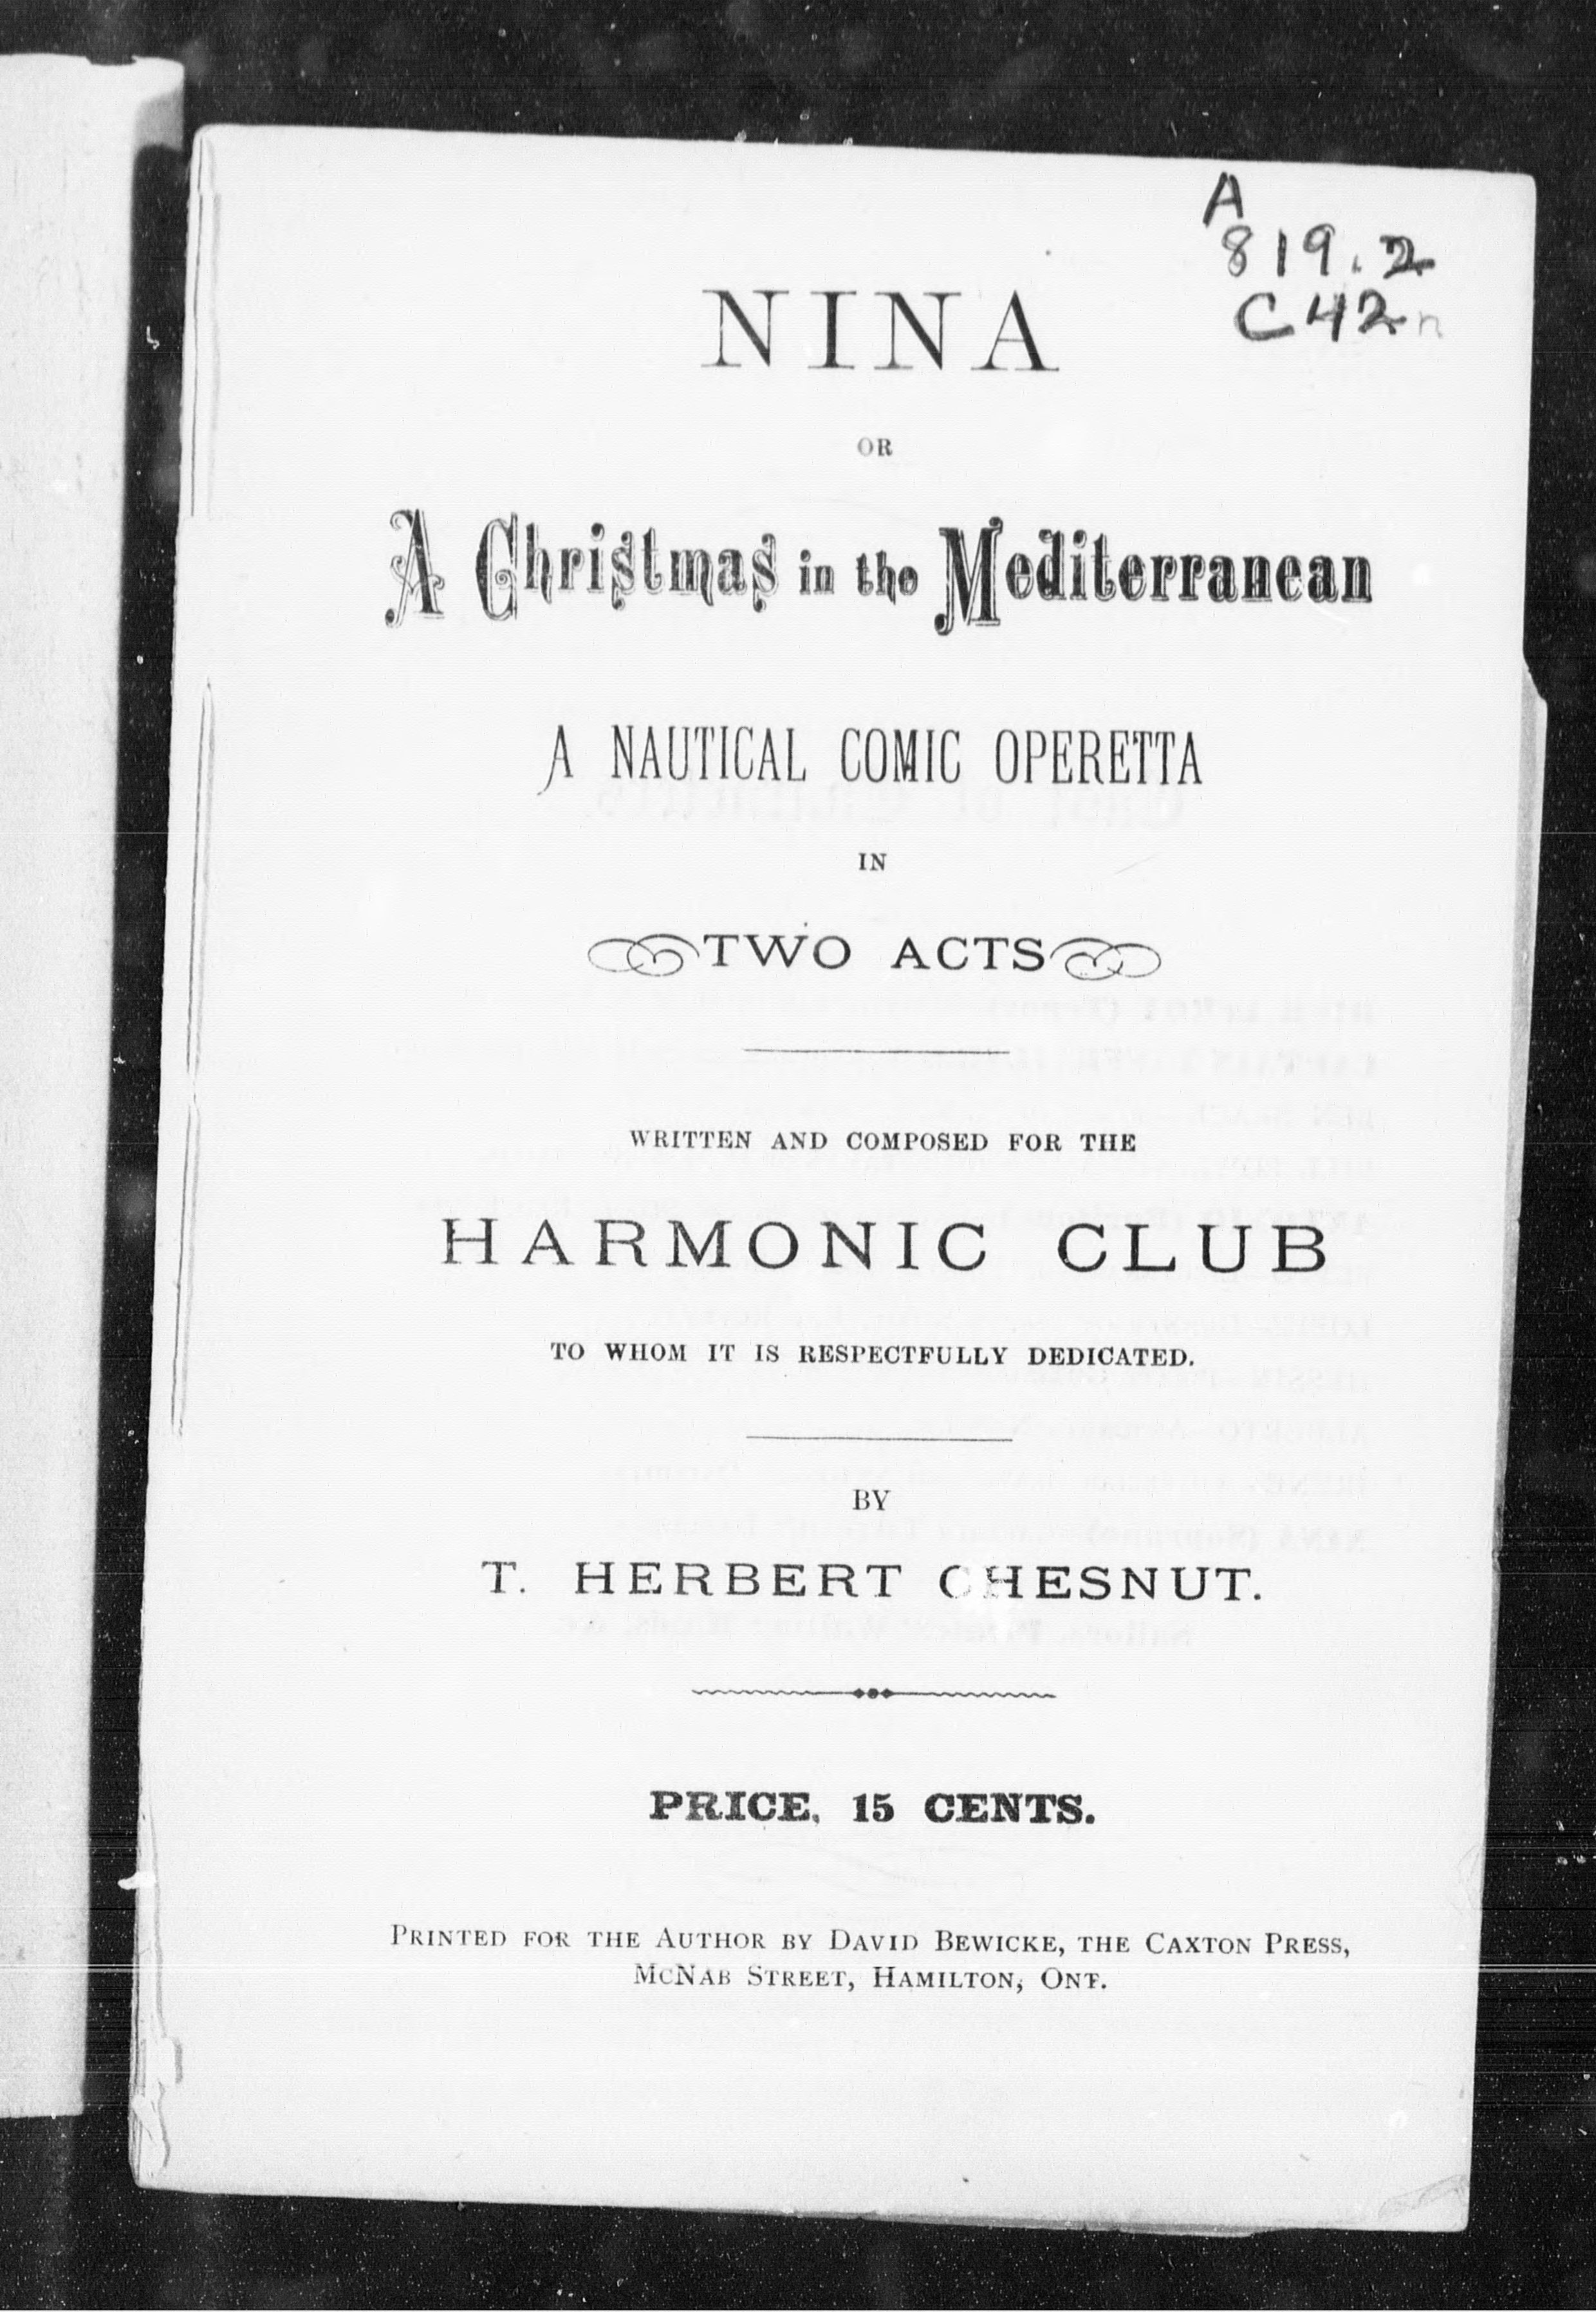 A
819.2
C42n
NINA
OR
A Christmas in the Mediterranean
A NAUTICAL COMIC OPERETTA
IN
TWO ACTS
WRITTEN AND COMPOSED FOR THE
HARMONIC CLUB
TO WHOM IT IS RESPECTFULLY DEDICATED.
BY
T. HERBERT CHESNUT.
PRICE, 15 CENTS.
PRINTED FOR THE AUTHOR BY DAVID BEWICKE, THE CAXTON PRESS,
MCNAB STREET, HAMILTON, ONT.